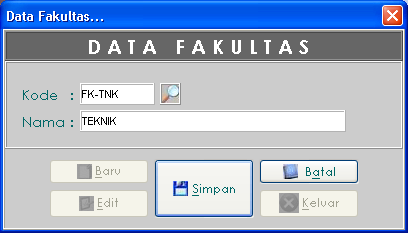 Data Fakultas...
DATA FAKULTAS
Kode : FK-TNK
Nama : TEKNIK
Baru
Simpan
Batal
Edit
Keluar